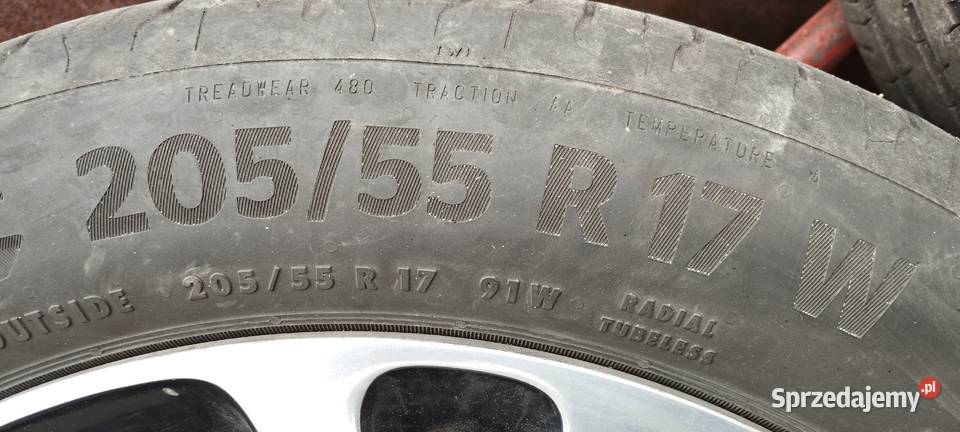 TWI
TREADWEAR 480 TRACTION AA TEMPERATURE A
205/55 R 17 W
OUTSIDE 205/55 R 17 91W RADIAL
TUBELESS
Sprzedajemy.pl